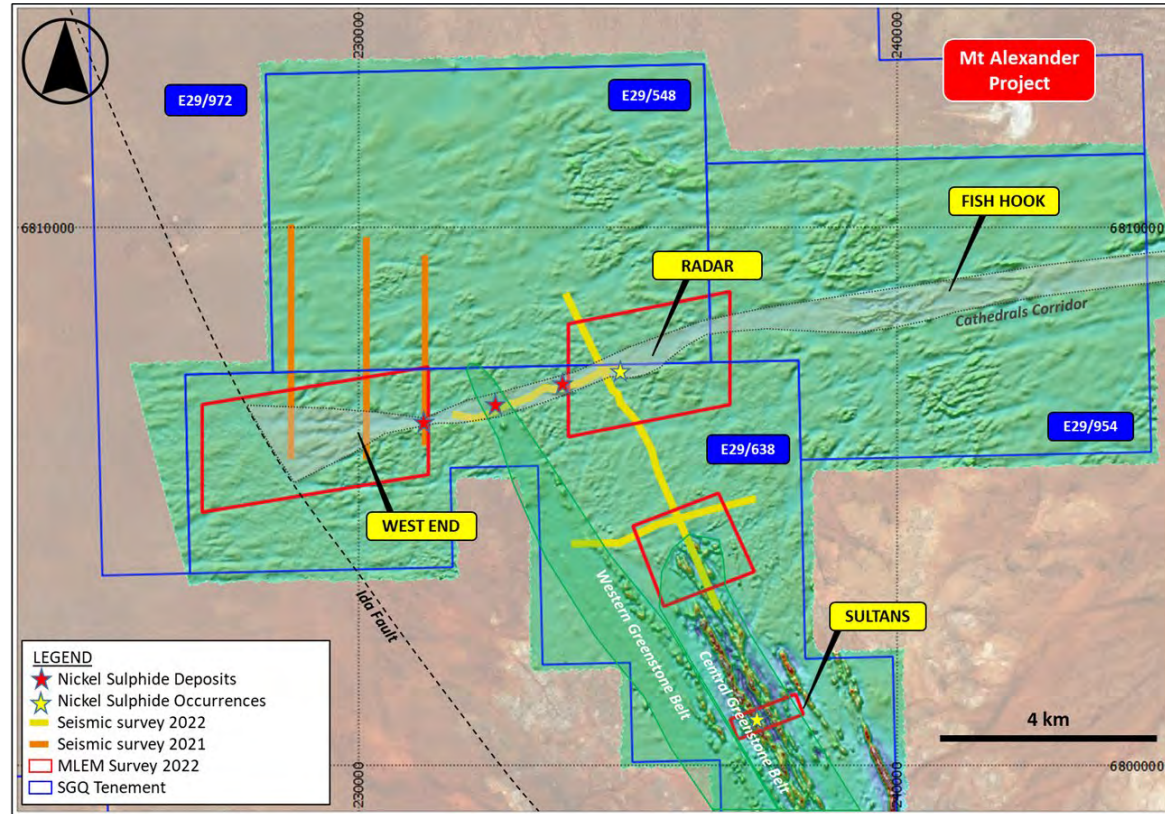 230000
240000
Mt Alexander
Project
E29/972
E29/548
FISH HOOK
6810000
6810000
RADAR
Cathedrals Corridor
E29/954
E29/638
WEST END
Ida Fault
Western Greenstone Belt
Central Greenstone Belt
SULTANS
LEGEND
Nickel Sulphide Deposits
Nickel Sulphide Occurrences
Seismic survey 2022
Seismic survey 2021
MLEM Survey 2022
SGQ Tenement
4 km
6800000
230000
240000